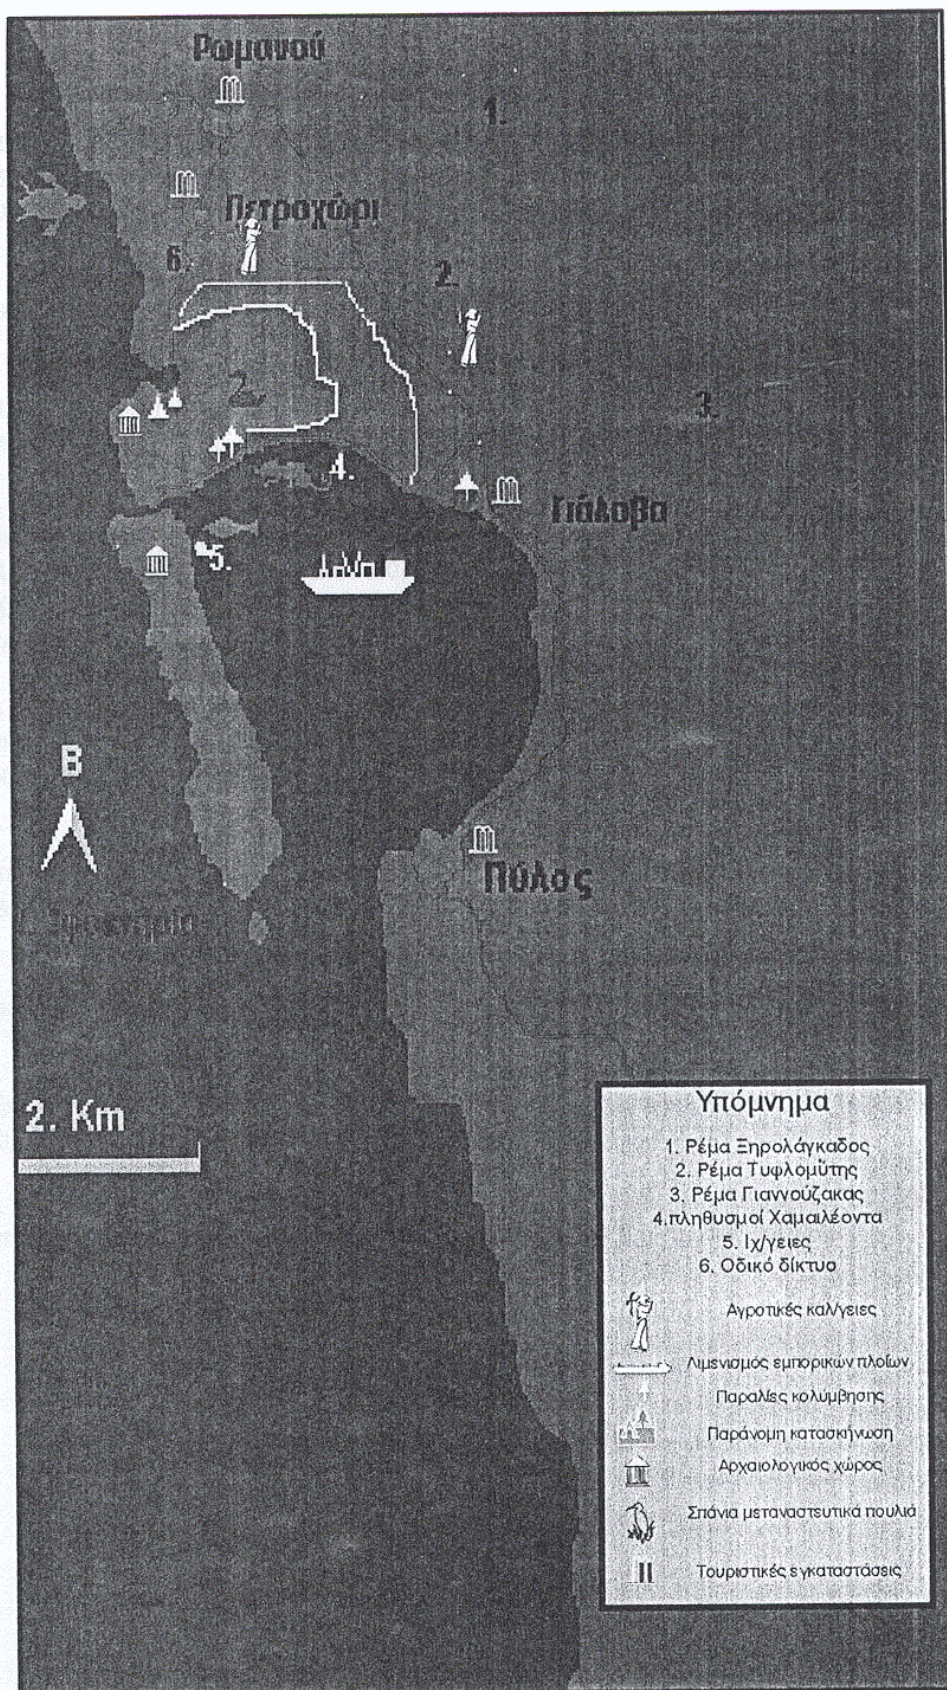 Ρωμανού
1.
Πετροχώρι
6.
2.
3.
4.
Γιάλοβα
5.
Β
Πύλος
2. Km
Υπόμνημα
1. Ρέμα Ξηρολάγκαδος
2. Ρέμα Τυφλομύτης
3. Ρέμα Γιαννούζακας
4.πληθυσμοί Χαμαιλέοντα
5. Ιχ/γειες
6. Οδικό δίκτυο
Αγροτικές καλ/γειες
Λιμενισμός εμπορικών πλοίων
Παραλίες κολύμβησης
Παράνομη κατασκήνωση
Αρχαιολογικός χώρος
Σπάνια μεταναστευτικά πουλιά
Τουριστικές εγκαταστάσεις